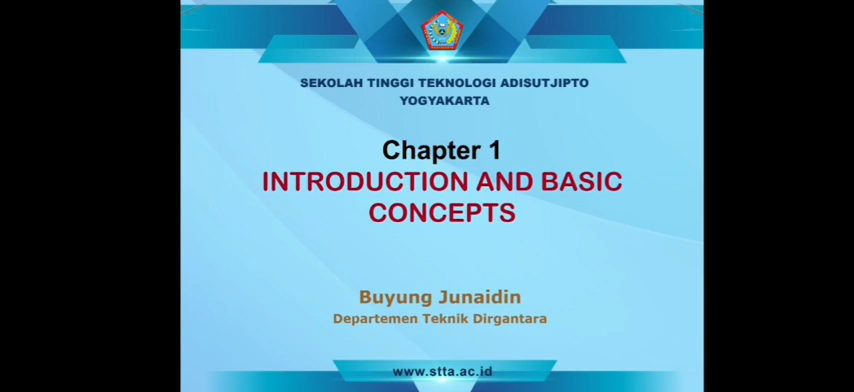 SEKOLAH TINGGI TEKNOLOGI ADISUTJIPTO
YOGYAKARTA
Chapter 1
INTRODUCTION AND BASIC
CONCEPTS
Buyung Junaidin
Departemen Teknik Dirgantara
www.stta.ac.id